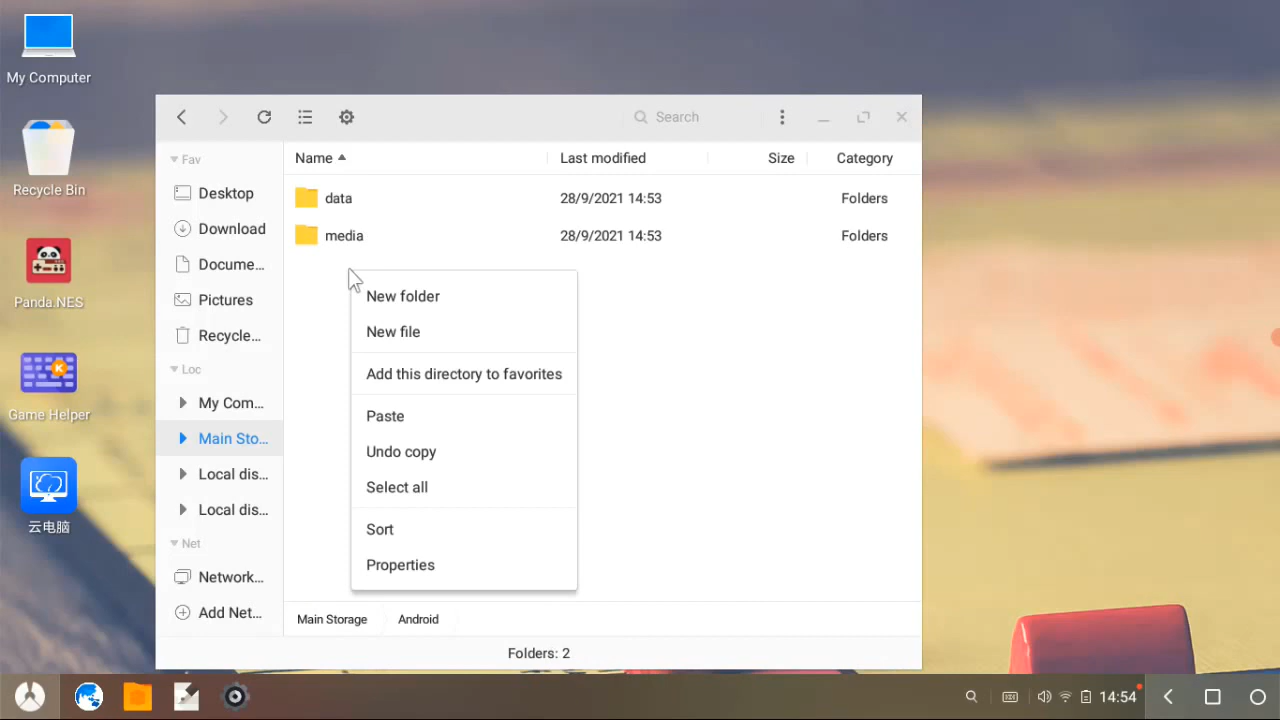 My Computer
Recycle Bin
Panda.NES
Game Helper
云电脑
Search
Fav
Desktop
Download
Docume...
Pictures
Recycle...
Loc
My Com...
Main Sto...
Local dis...
Local dis...
Net
Network...
Add Net...
Name Last modified Size Category
data 28/9/2021 14:53 Folders
media 28/9/2021 14:53 Folders
New folder
New file
Add this directory to favorites
Paste
Undo copy
Select all
Sort
Properties
Main Storage Android
Folders: 2
14:54